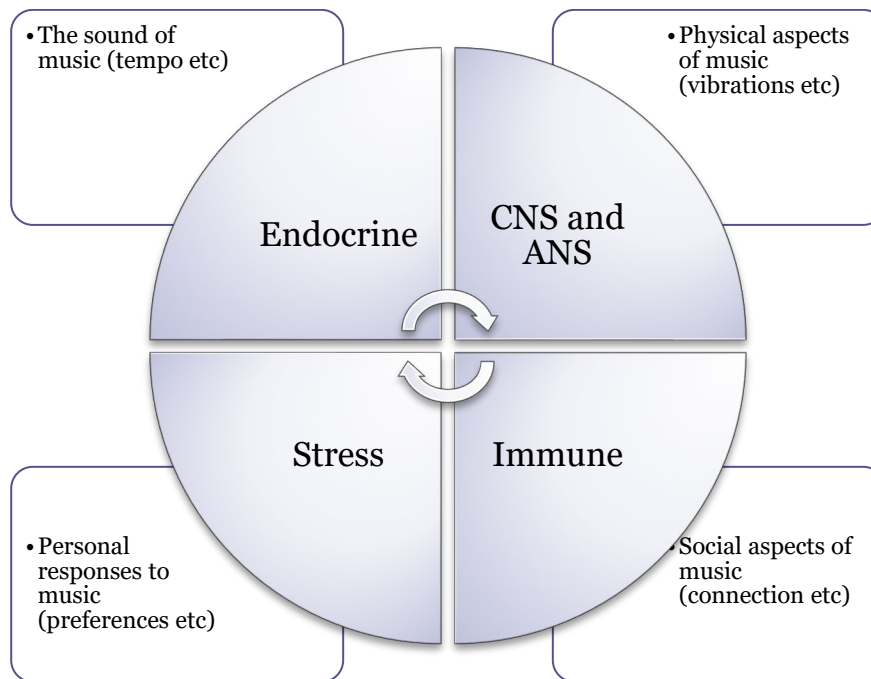 •The sound of
music (tempo etc)
•Physical aspects
of music
(vibrations etc)
Endocrine
CNS and
ANS
Stress
Immune
•Personal
responses to
music
(preferences etc)
•Social aspects of
music
(connection etc)